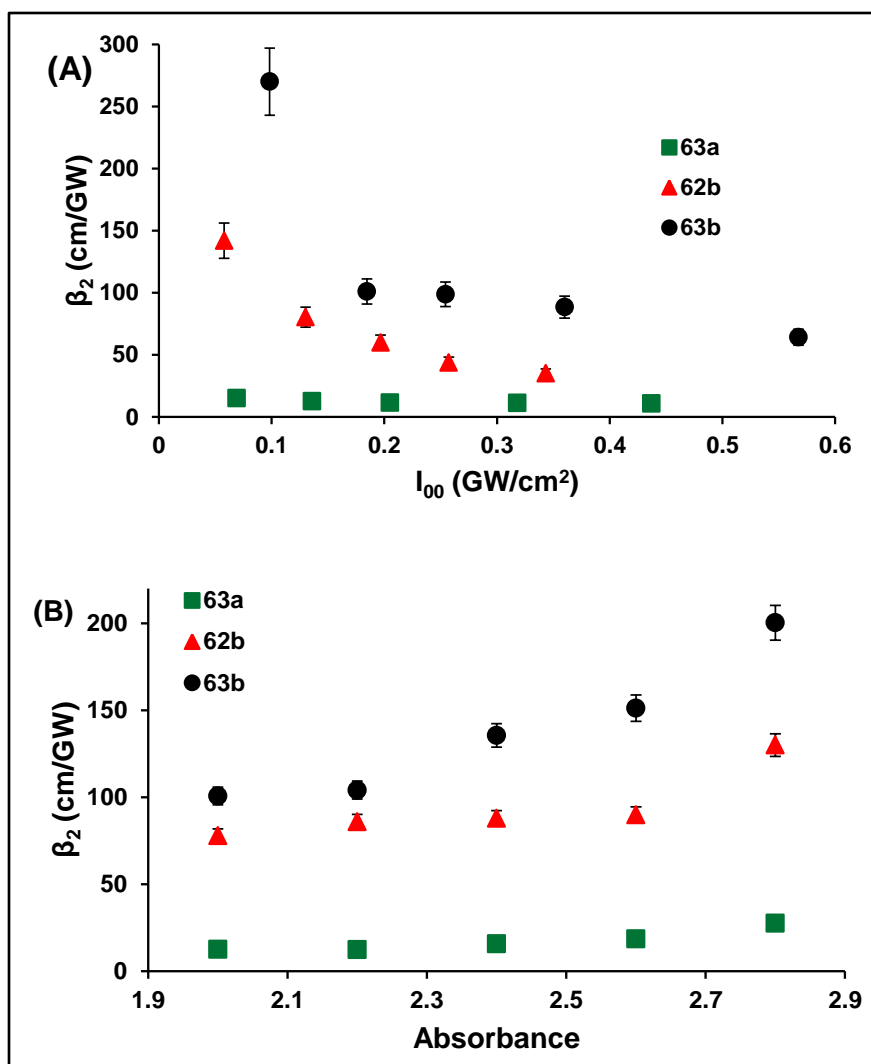 (A)
300
250
200
150
100
50
0
β₂ (cm/GW)
63a
62b
63b
0 0.1 0.2 0.3 0.4 0.5 0.6
I₀₀ (GW/cm²)
(B)
63a
62b
63b
200
150
100
50
0
β₂ (cm/GW)
1.9 2.1 2.3 2.5 2.7 2.9
Absorbance